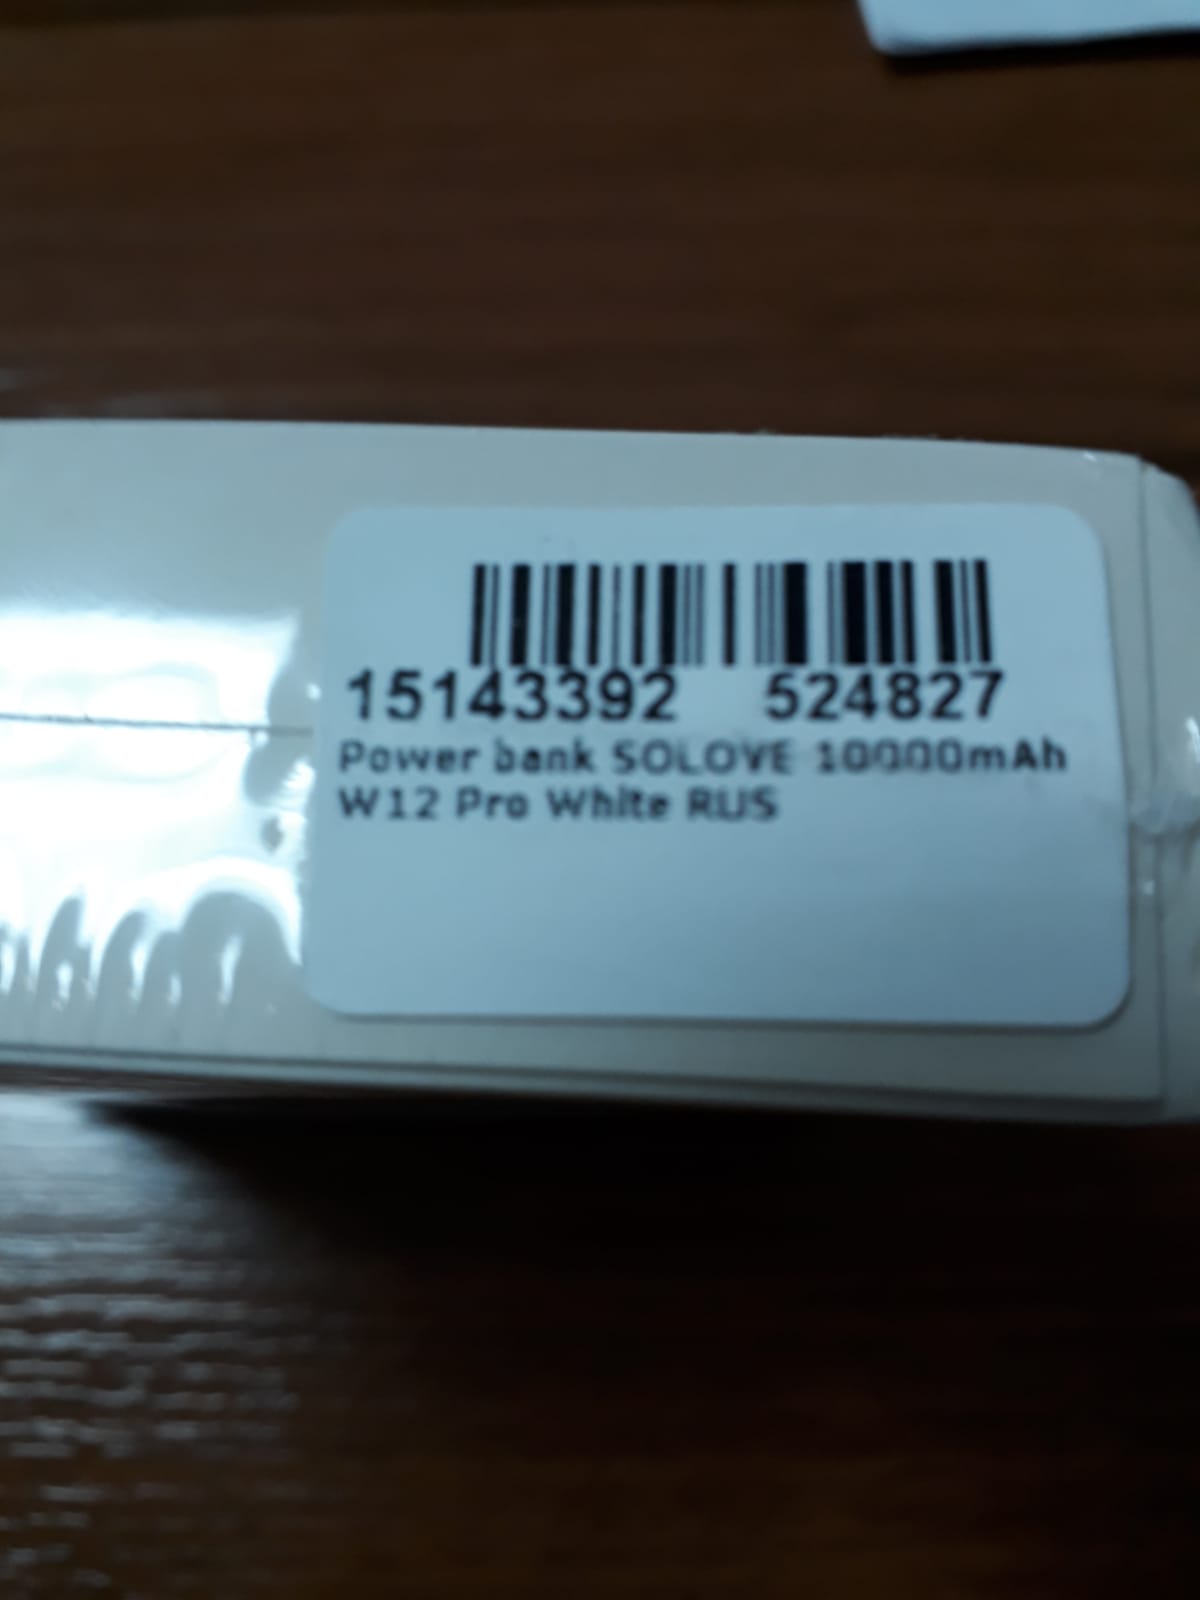 15143392 524827
Power bank SOLOVE 10000mAh
W12 Pro White RUS